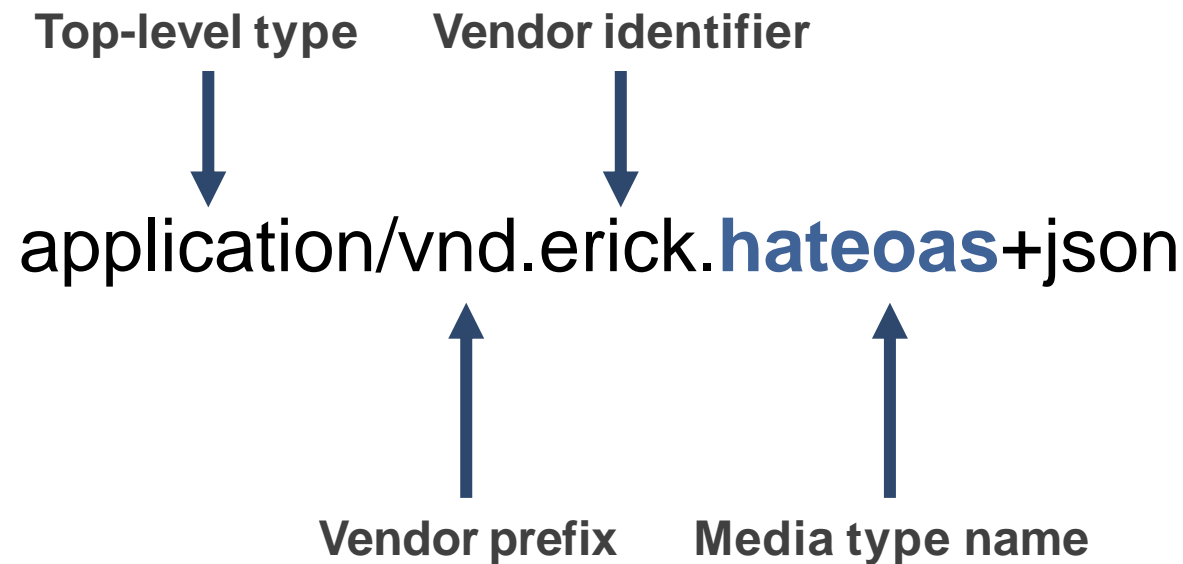 Top-level type Vendor identifier
application/vnd.erick.hateoas+json
Vendor prefix Media type name